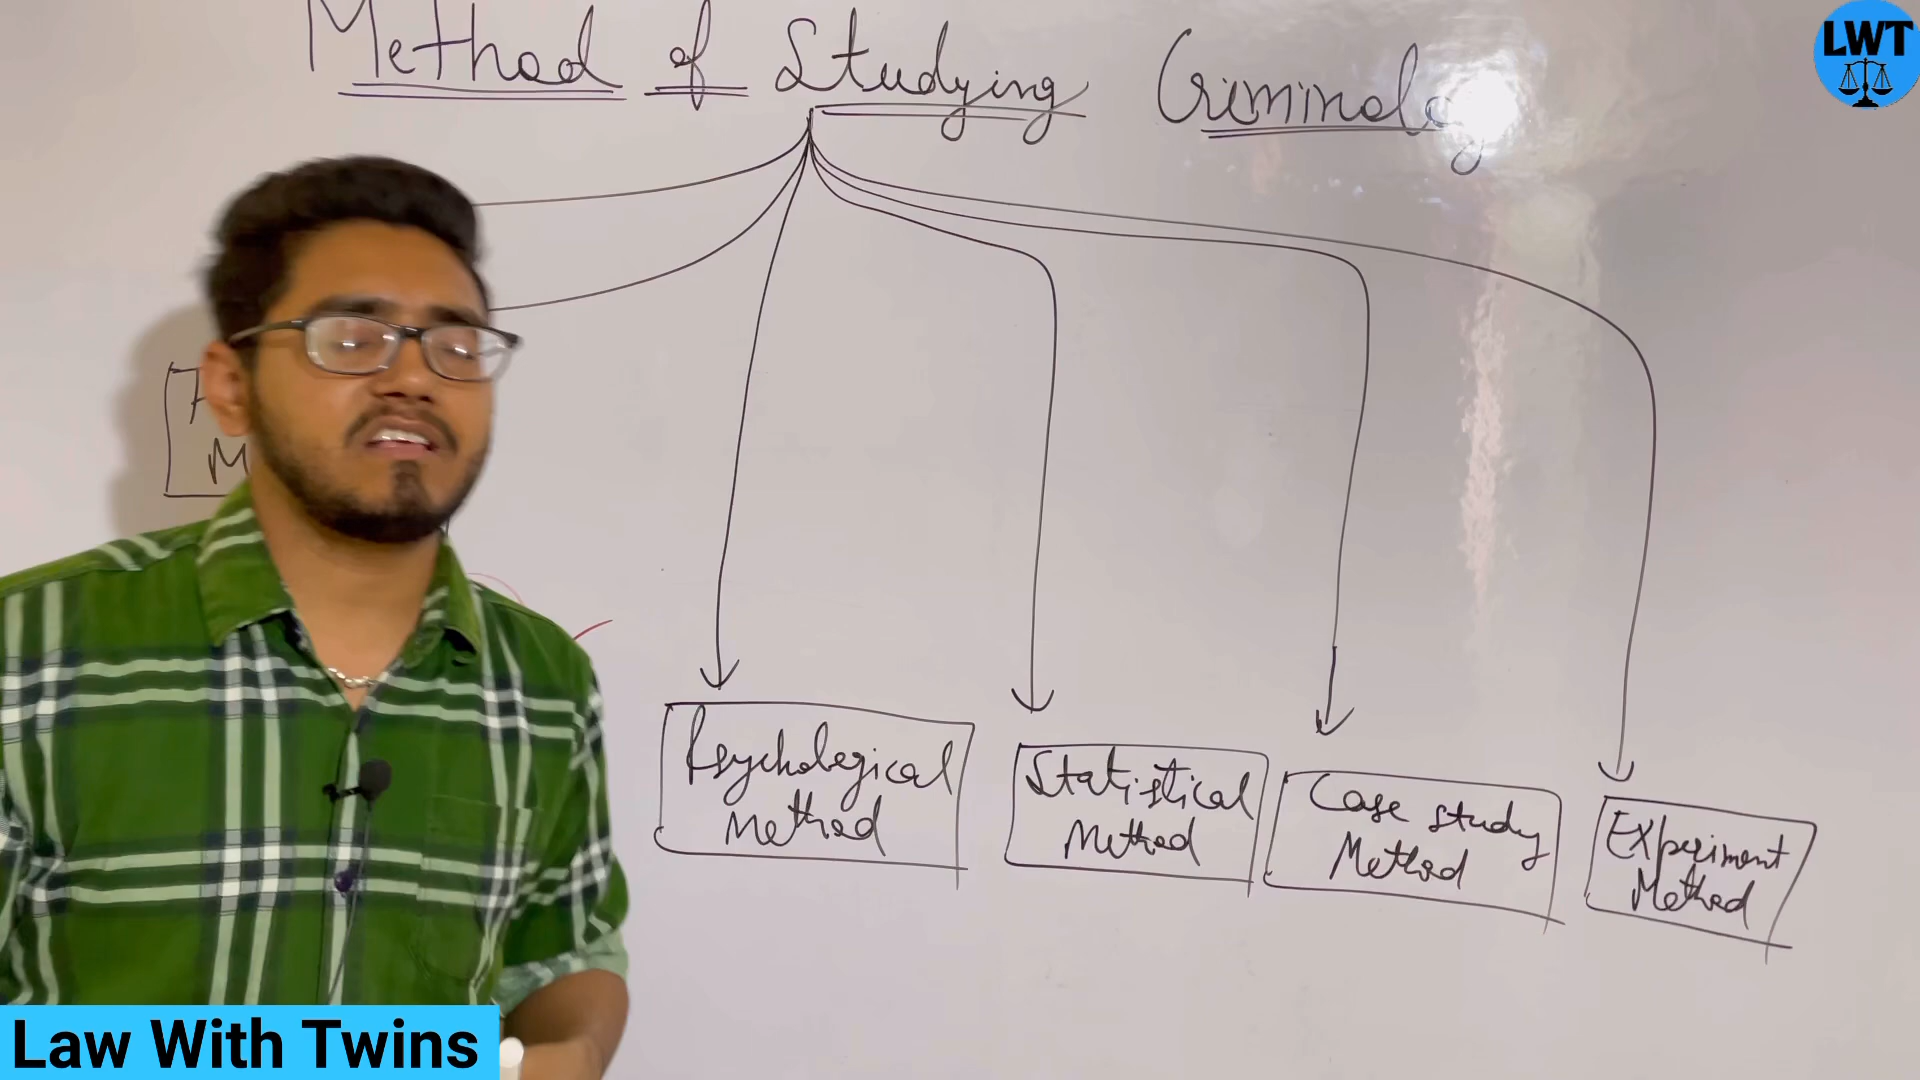 Method of Studying Criminology
LWT
M
Psychological
Method
Statistical
Method
Case study
Method
EXperiment
Method
Law With Twins